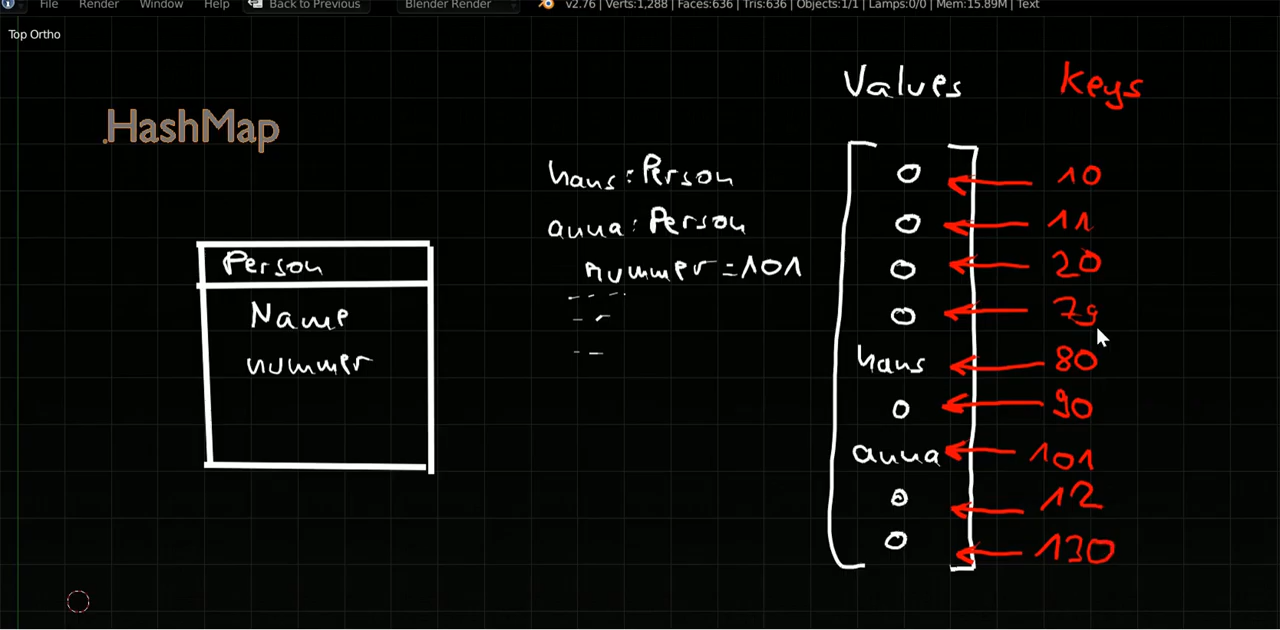 File Render Window Help Back to Previous Blender Render v2.76 | Verts:1,288 | Faces:636 | Tris:636 | Objects:1/1 | Lamps:0/0 | Mem:15.89M | Text
Top Ortho
HashMap
Person
Name
nummer
hans : Person
anna : Person
nummer = 101
Values Keys
0 10
0 11
0 20
0 79
hans 80
0 90
anna 101
0 12
0 130